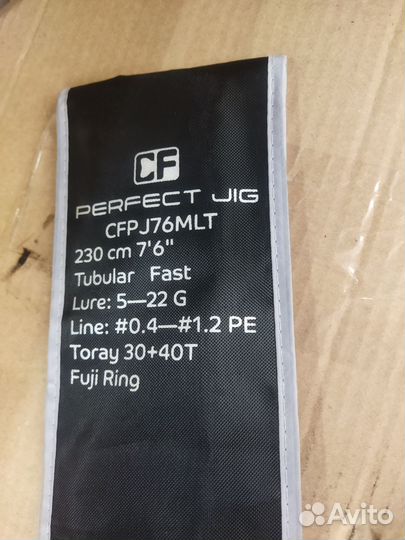 CF
PERFECT JIG
CFPJ76MLT
230 cm 7'6"
Tubular Fast
Lure: 5—22 G
Line: #0.4—#1.2 PE
Toray 30+40T
Fuji Ring
Avito